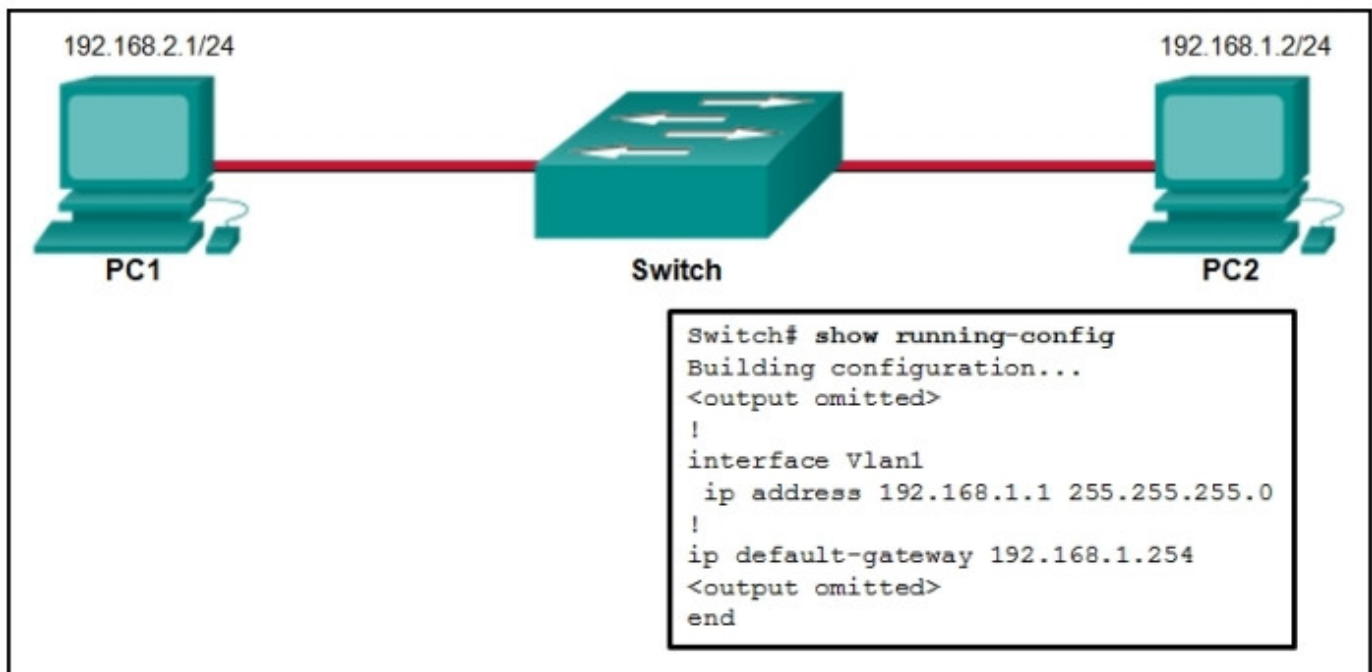 192.168.2.1/24
192.168.1.2/24
PC1
Switch
PC2
Switch# show running-config
Building configuration...
<output omitted>
!
interface Vlan1
 ip address 192.168.1.1 255.255.255.0
!
ip default-gateway 192.168.1.254
<output omitted>
end